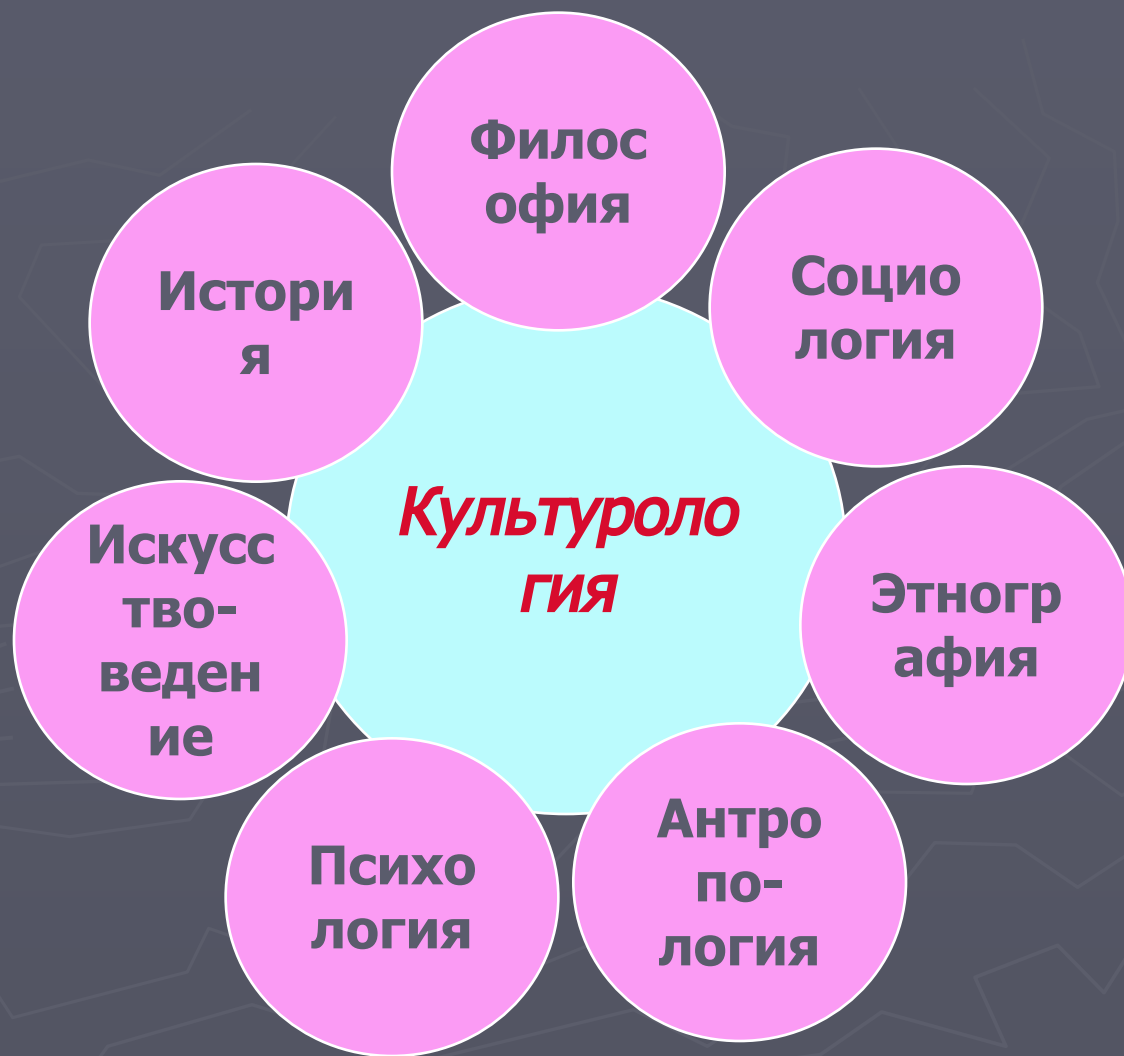 Филос
офия
Социо
логия
Истори
я
Культуроло
гия
Искусс
тво-
веден
ие
Этногр
афия
Антро
по-
логия
Психо
логия